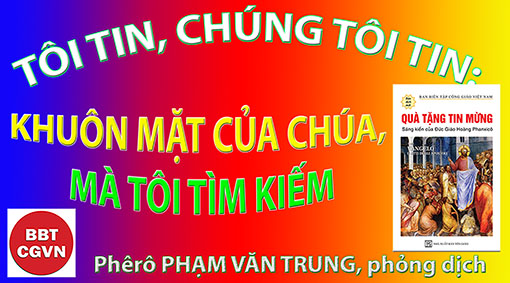 TÔI TIN, CHÚNG TÔI TIN:
KHUÔN MẶT CỦA CHÚA,
MÀ TÔI TÌM KIẾM
BAN BIÊN TẬP CÔNG GIÁO VIỆT NAM
QUÀ TẶNG TIN MỪNG
Sáng kiến của Đức Giáo Hoàng Phanxicô
BBT
CGVN
Phêrô PHẠM VĂN TRUNG, phỏng dịch